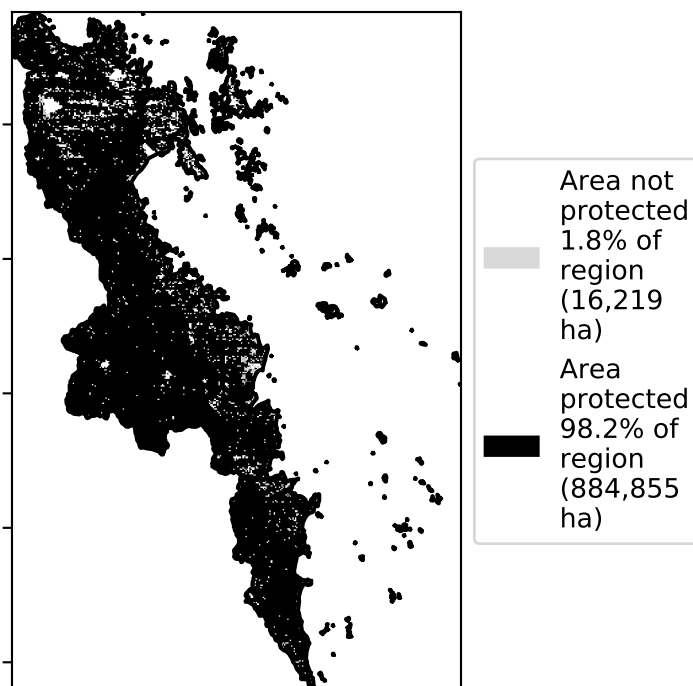 Area not
protected
1.8% of
region
(16,219
ha)
Area
protected
98.2% of
region
(884,855
ha)